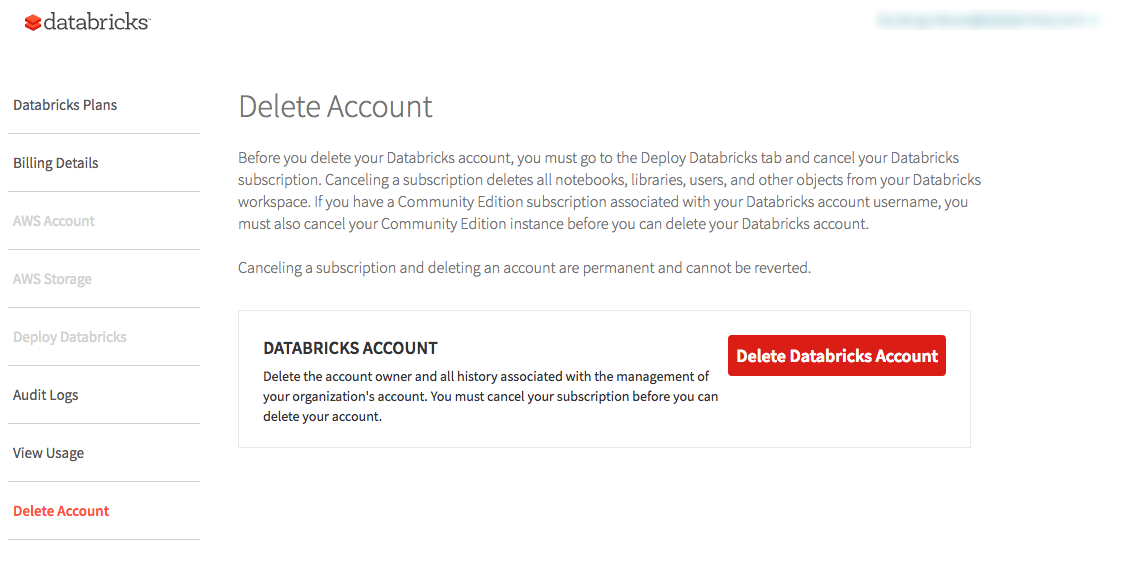 databricks
Databricks Plans
Billing Details
AWS Account
AWS Storage
Deploy Databricks
Audit Logs
View Usage
Delete Account
Delete Account
Before you delete your Databricks account, you must go to the Deploy Databricks tab and cancel your Databricks
subscription. Canceling a subscription deletes all notebooks, libraries, users, and other objects from your Databricks
workspace. If you have a Community Edition subscription associated with your Databricks account username, you
must also cancel your Community Edition instance before you can delete your Databricks account.
Canceling a subscription and deleting an account are permanent and cannot be reverted.
DATABRICKS ACCOUNT
Delete the account owner and all history associated with the management of
your organization's account. You must cancel your subscription before you can
delete your account.
Delete Databricks Account